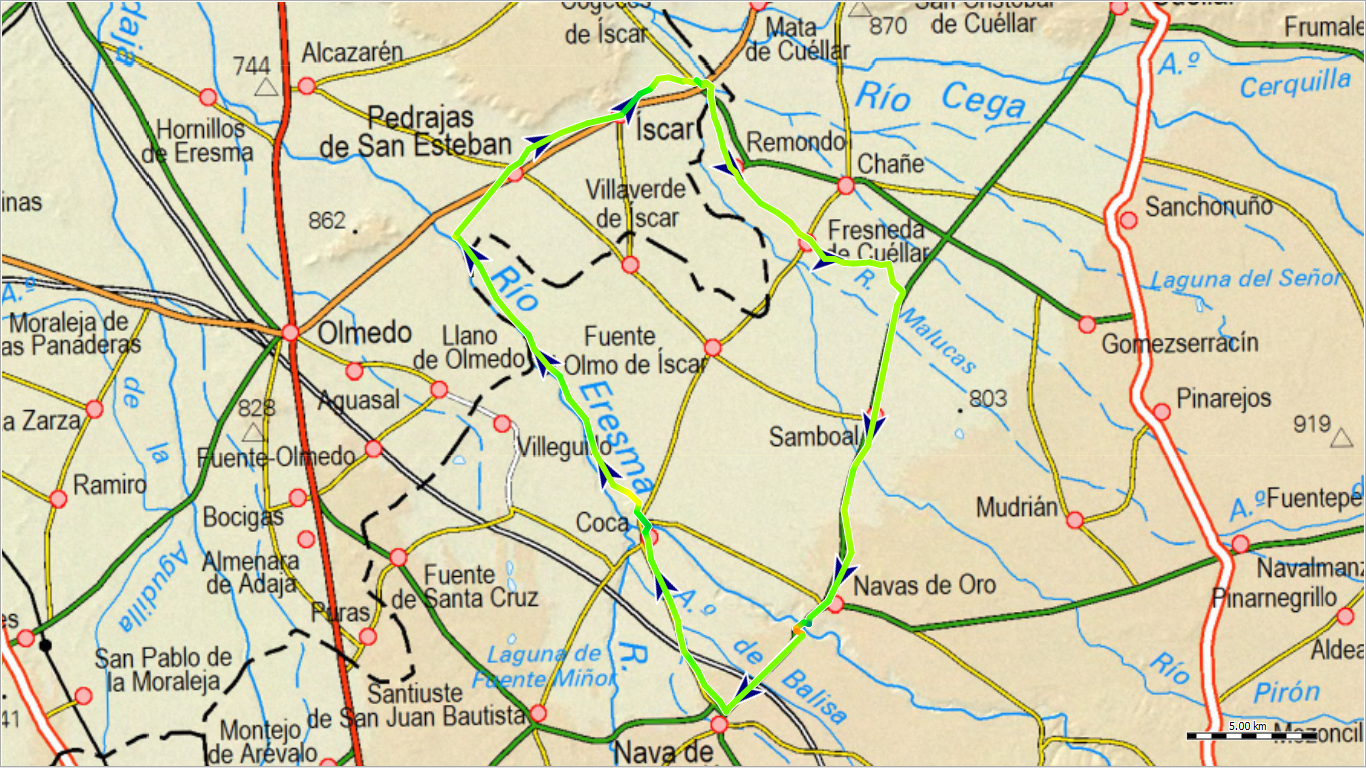 Cogeces
de Íscar
Mata
de Cuéllar
870
San Cristóbal
de Cuéllar
Cuéllar
Frumale
daja
Alcazarén
744
A.º
Cerquilla
Río Cega
Hornillos
de Eresma
Pedrajas
de San Esteban
Íscar
Remondo
Chañe
inas
862
Villaverde
de Íscar
Sanchonuño
Fresneda
de Cuéllar
R.
Malucas
Laguna del Señor
A.º
Río
Eresma
Moraleja de
as Panaderas
Olmedo
Llano
de Olmedo
Fuente
Olmo de Íscar
Gomezserracín
de
la
Agudilla
Aguasal
828
803
a Zarza
Pinarejos
919
Samboal
Villeguillo
Fuente-Olmedo
Ramiro
Bocigas
Coca
Mudrián
A.º
d
Fuentepe
Almenara
de Adaja
Fuente
de Santa Cruz
Navas de Oro
Navalmanz
Pinarnegrillo
Puras
A.º
de
Balisa
es
San Pablo de
la Moraleja
Laguna de
Fuente Miñor
R.
Río
Pirón
Aldea
41
Santiuste
de San Juan Bautista
Montejo
de Arévalo
Nava de
5.00 km
Mozoncil